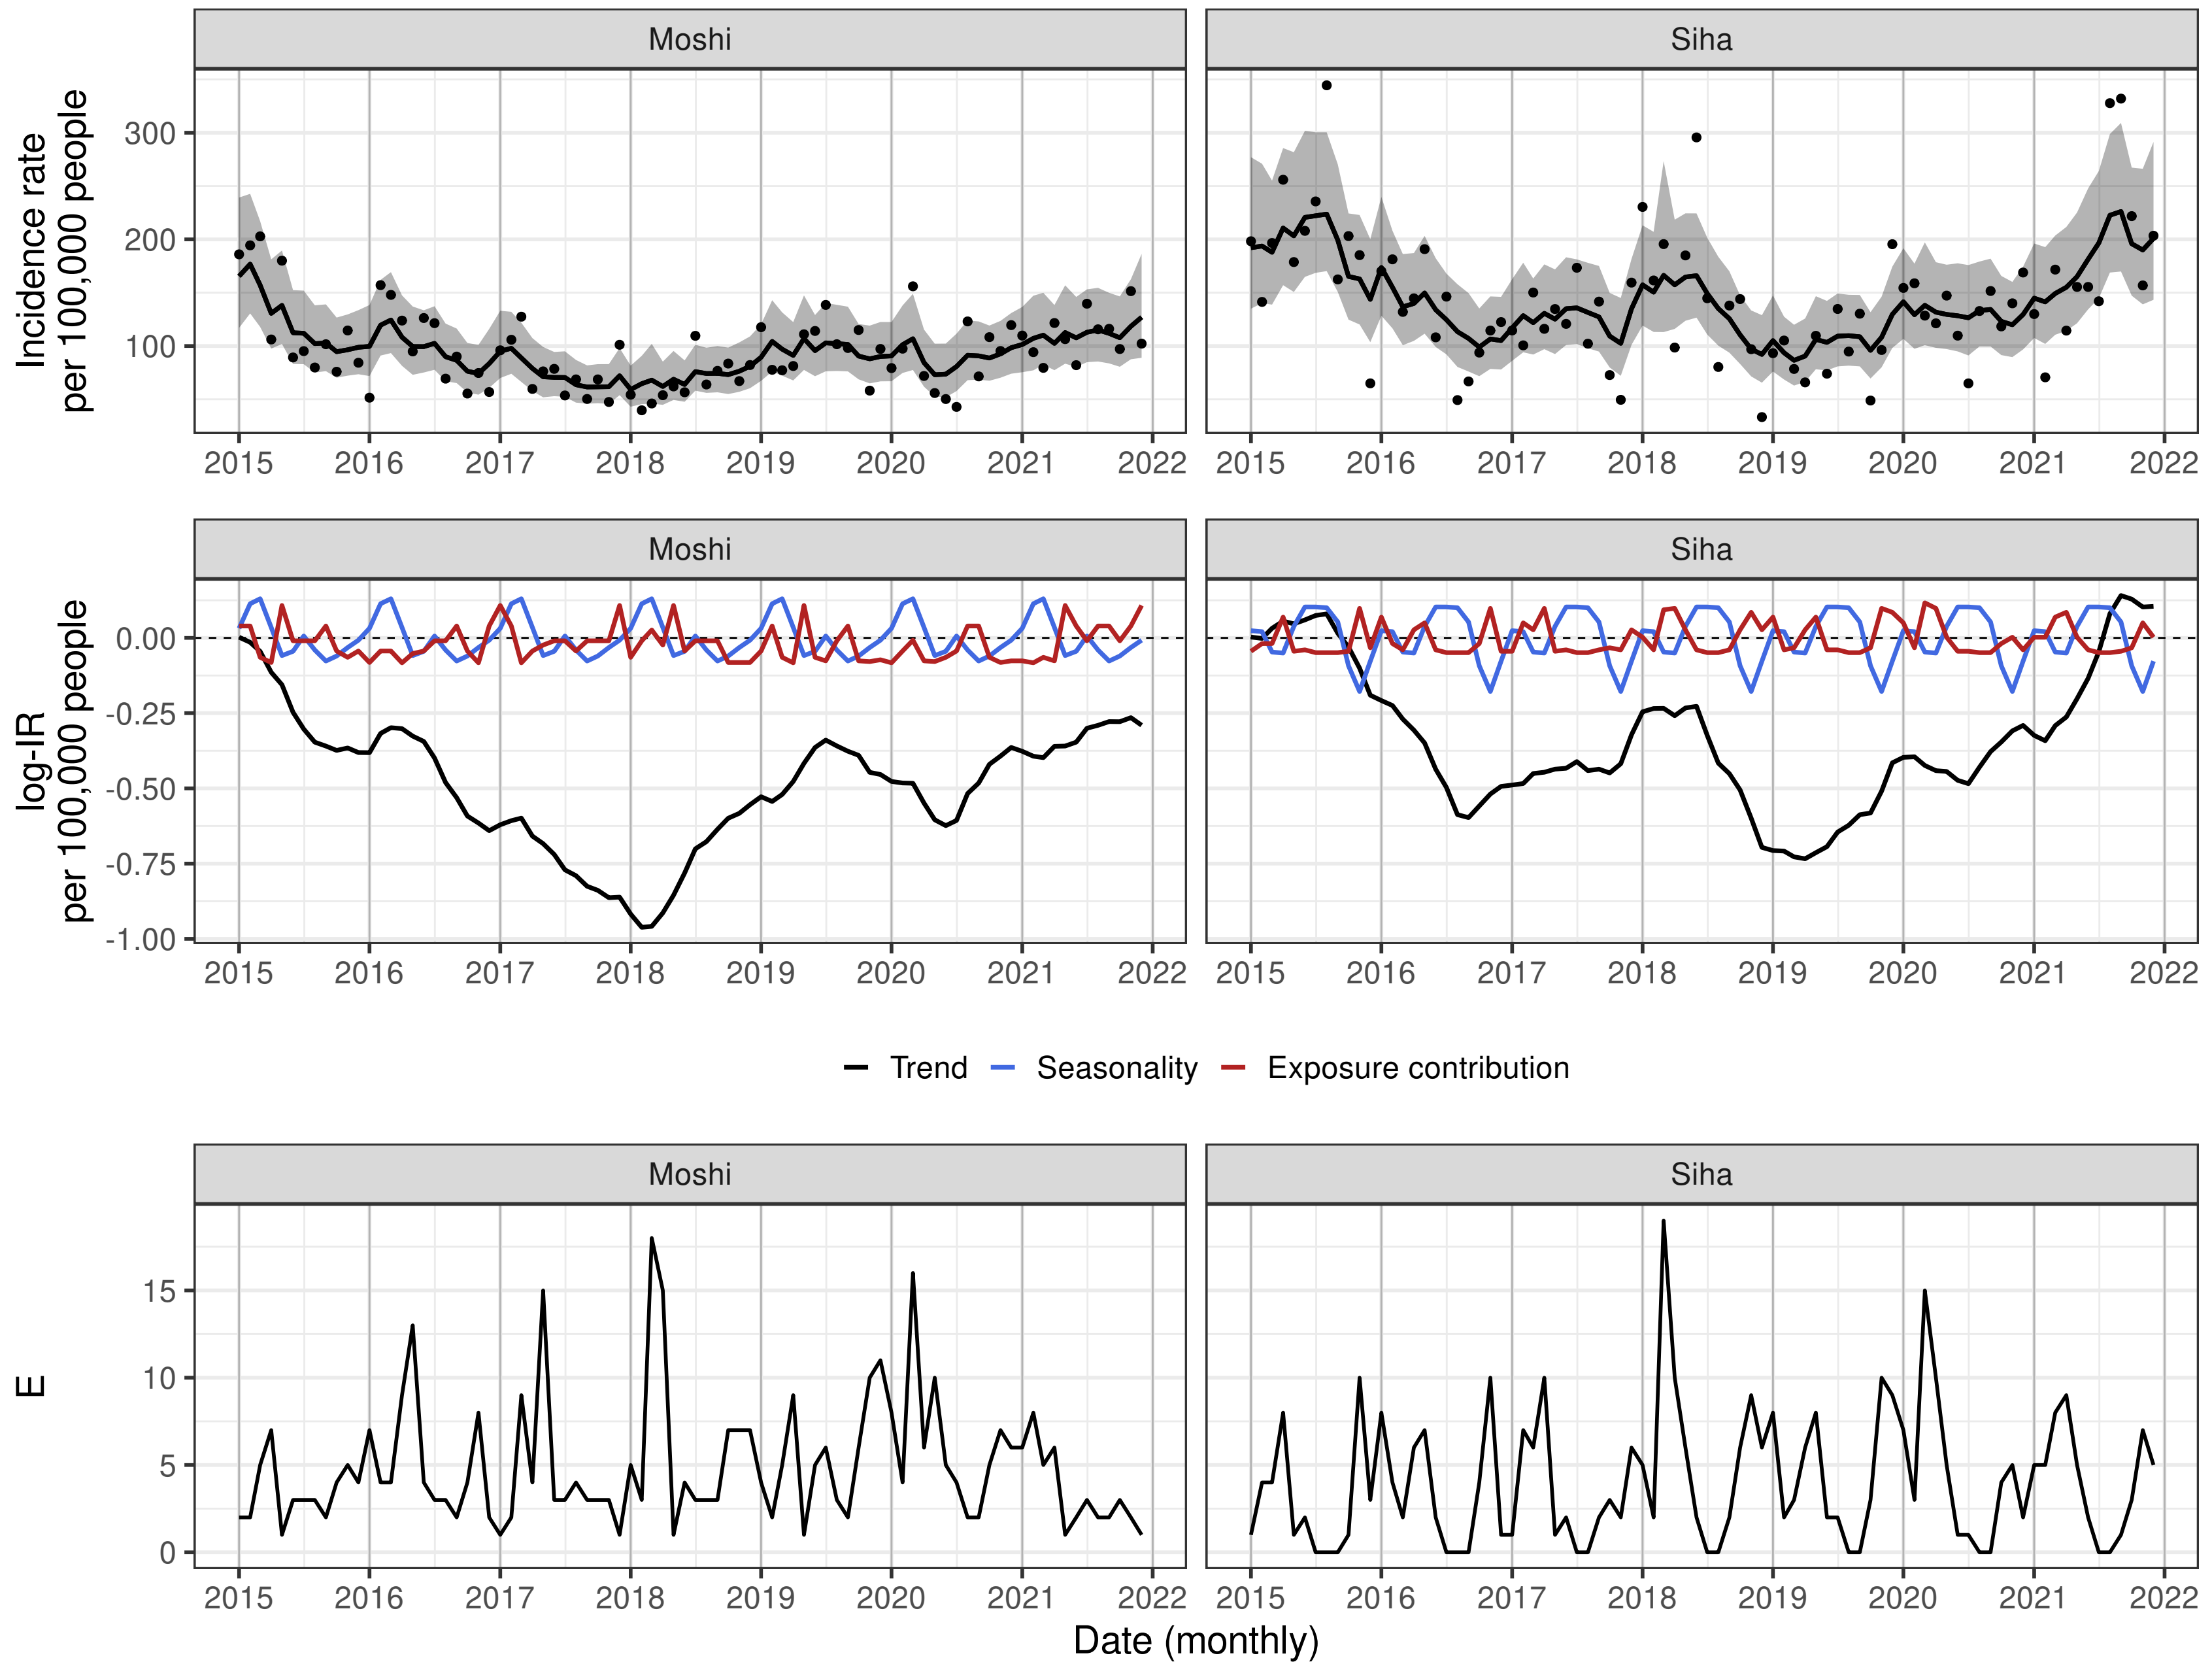 Moshi
Siha
Incidence rate
per 100,000 people
300
200
100
2015 2016 2017 2018 2019 2020 2021 2022
2015 2016 2017 2018 2019 2020 2021 2022
Moshi
Siha
log-IR
per 100,000 people
0.00
-0.25
-0.50
-0.75
-1.00
2015 2016 2017 2018 2019 2020 2021 2022
2015 2016 2017 2018 2019 2020 2021 2022
Trend Seasonality Exposure contribution
Moshi
Siha
E
15
10
5
0
2015 2016 2017 2018 2019 2020 2021 2022
2015 2016 2017 2018 2019 2020 2021 2022
Date (monthly)